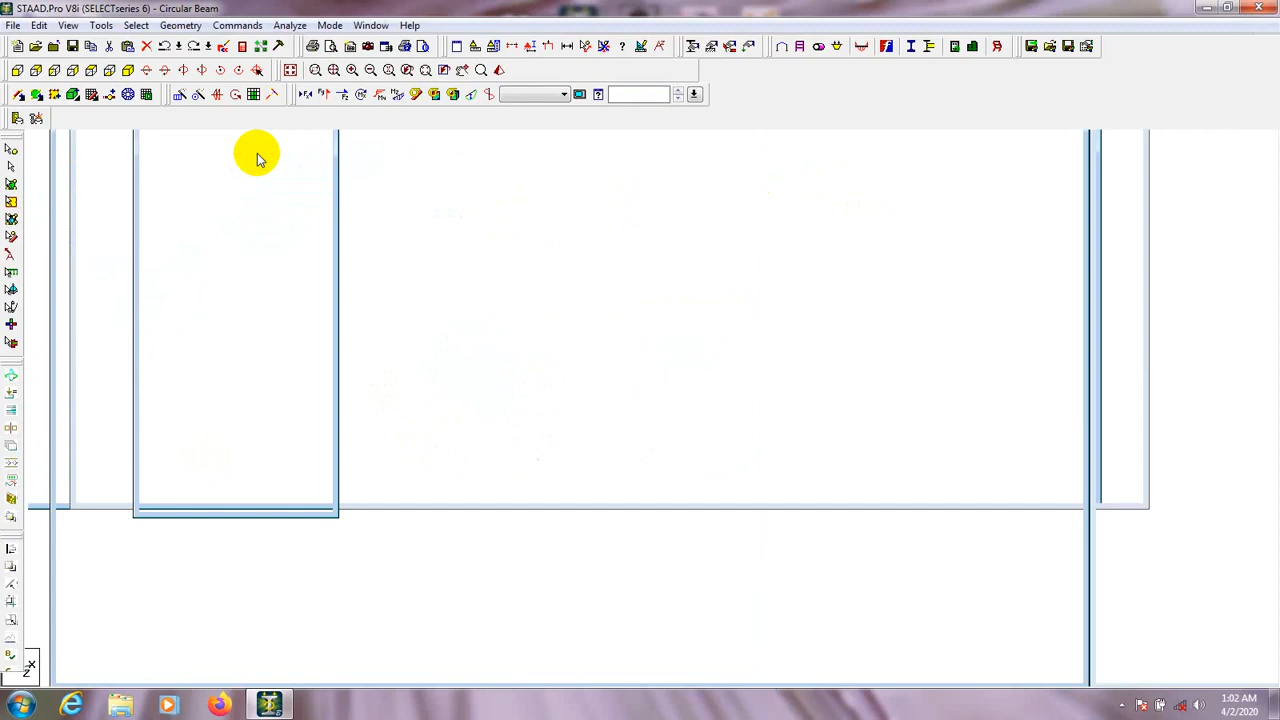 STAAD.Pro V8i (SELECTseries 6) - Circular Beam
File Edit View Tools Select Geometry Commands Analyze Mode Window Help
x
z
1:02 AM
4/2/2020